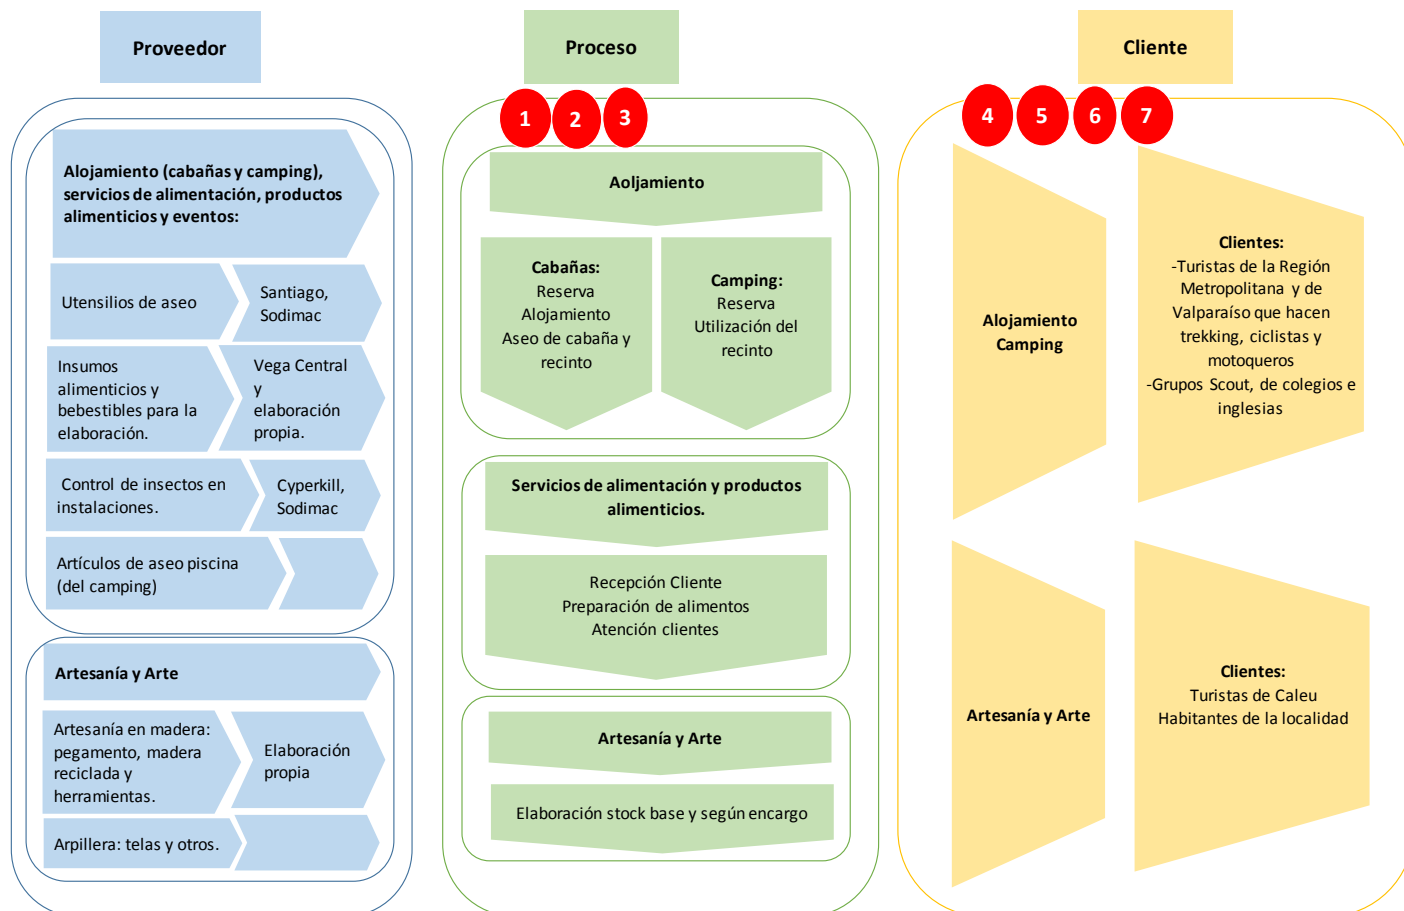 Proveedor
Alojamiento (cabañas y camping),
servicios de alimentación, productos
alimenticios y eventos:
Utensilios de aseo
Santiago,
Sodimac
Insumos
alimenticios y
bebestibles para la
elaboración.
Vega Central
y
elaboración
propia.
Control de insectos en
instalaciones.
Cyperkill,
Sodimac
Artículos de aseo piscina
(del camping)
Artesanía y Arte
Artesanía en madera:
pegamento, madera
reciclada y
herramientas.
Elaboración
propia
Arpillera: telas y otros.
Proceso
1 2 3
Aoljamiento
Cabañas:
Reserva
Alojamiento
Aseo de cabaña y
recinto
Camping:
Reserva
Utilización del
recinto
Servicios de alimentación y productos
alimenticios.
Recepción Cliente
Preparación de alimentos
Atención clientes
Artesanía y Arte
Elaboración stock base y según encargo
Cliente
4 5 6 7
Alojamiento
Camping
Clientes:
-Turistas de la Región
Metropolitana y de
Valparaíso que hacen
trekking, ciclistas y
motoqueros
-Grupos Scout, de colegios e
inglesias
Artesanía y Arte
Clientes:
Turistas de Caleu
Habitantes de la localidad